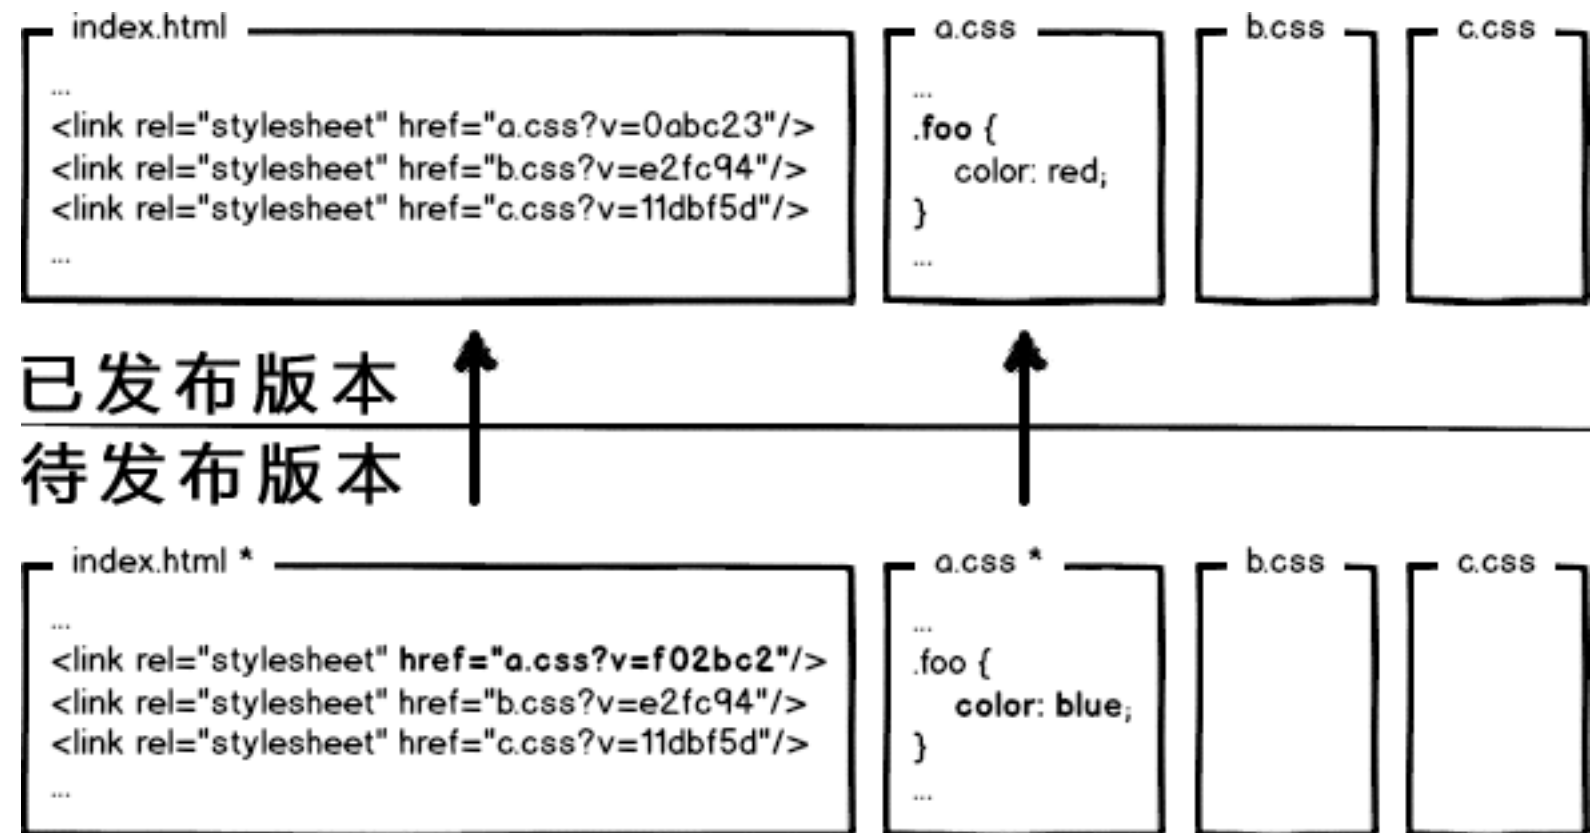 index.html
...
<link rel="stylesheet" href="a.css?v=0abc23"/>
<link rel="stylesheet" href="b.css?v=e2fc94"/>
<link rel="stylesheet" href="c.css?v=11dbf5d"/>
...
a.css
...
.foo {
color: red;
}
...
b.css
c.css
已发布版本
待发布版本
index.html *
...
<link rel="stylesheet" href="a.css?v=f02bc2"/>
<link rel="stylesheet" href="b.css?v=e2fc94"/>
<link rel="stylesheet" href="c.css?v=11dbf5d"/>
...
a.css *
...
.foo {
color: blue;
}
...
b.css
c.css